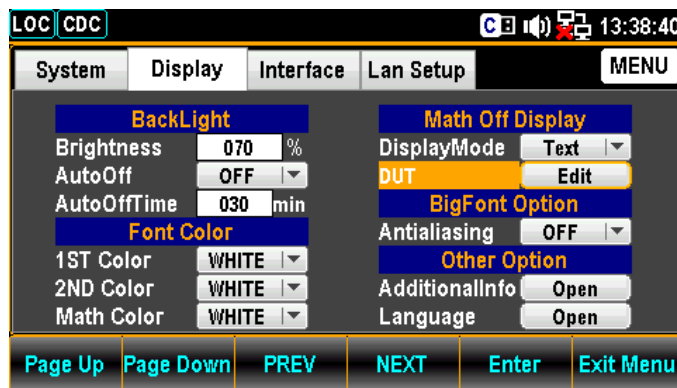 LOC CDC C 13:38:40
System Display Interface Lan Setup MENU
BackLight
Brightness 070 %
AutoOff OFF
AutoOffTime 030 min
Font Color
1ST Color WHITE
2ND Color WHITE
Math Color WHITE
Math Off Display
DisplayMode Text
DUT Edit
BigFont Option
Antialiasing OFF
Other Option
AdditionalInfo Open
Language Open
Page Up Page Down PREV NEXT Enter Exit Menu